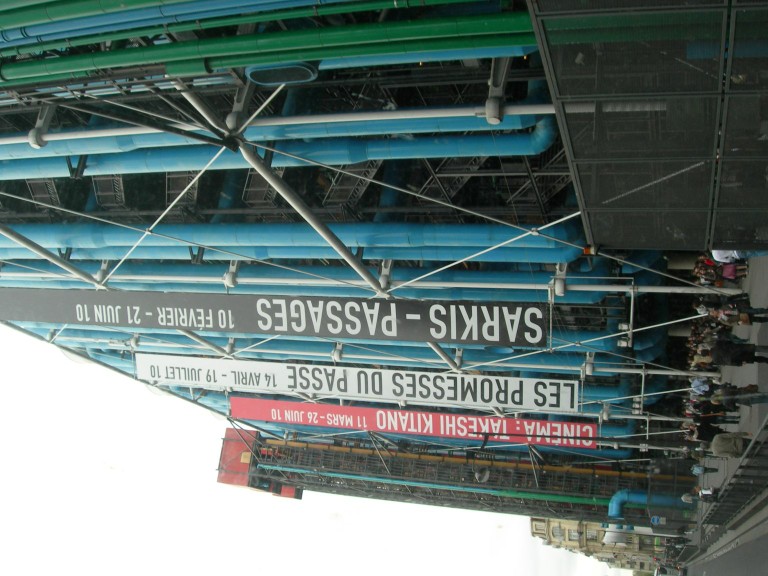 SARKIS - PASSAGES 10 FÉVRIER - 21 JUIN 10
LES PROMESSES DU PASSÉ 14 AVRIL - 19 JUILLET 10
CINÉMA : TAKESHI KITANO 11 MARS - 26 JUIN 10